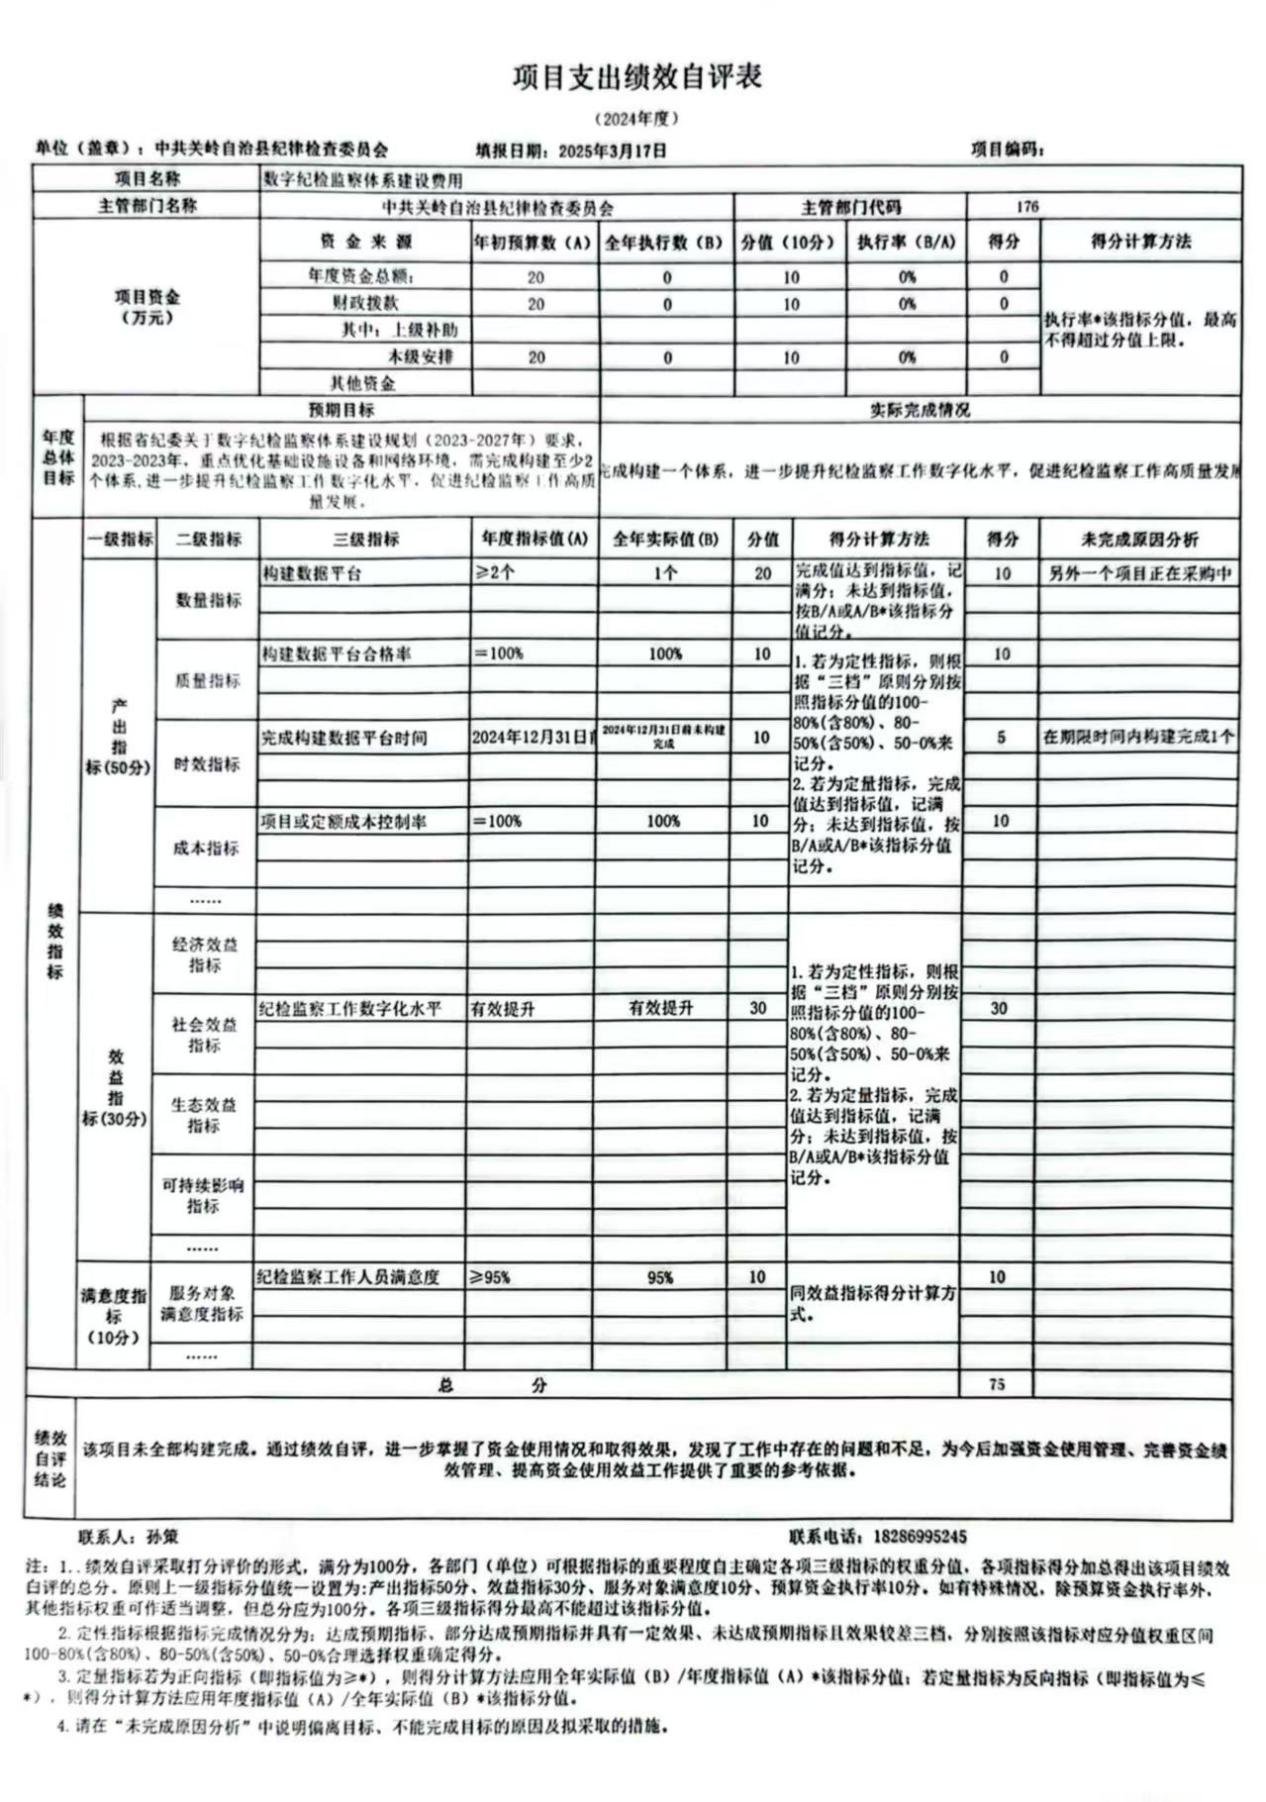 项目支出绩效自评表
（2024年度）
单位（盖章）：中共关岭自治县纪律检查委员会 填报日期：2025年3月17日 项目编码：
项目名称 数字纪检监察体系建设费用
主管部门名称 中共关岭自治县纪律检查委员会 主管部门代码 176
项目资金（万元） 资 金 来 源 年初预算数（A） 全年执行数（B） 分值（10分） 执行率（B/A） 得分 得分计算方法
年度资金总额： 20 0 10 0% 0
财政拨款 20 0 10 0% 0
其中：上级补助
本级安排 20 0 10 0% 0
其他资金
执行率*该指标分值，最高
不得超过分值上限。
年度总体目标 预期目标 实际完成情况
根据省纪委关于数字纪检监察体系建设规划（2023-2027年）要求，
2023-2023年，重点优化基础设施设备和网络环境，需完成构建至少2
个体系,进一步提升纪检监察工作数字化水平，促进纪检监察工作高质
量发展。
完成构建一个体系，进一步提升纪检监察工作数字化水平，促进纪检监察工作高质量发展
绩效指标 一级指标 二级指标 三级指标 年度指标值(A) 全年实际值(B) 分值 得分计算方法 得分 未完成原因分析
产出指标(50分) 数量指标 构建数据平台 ≥2个 1个 20 10 另外一个项目正在采购中
完成值达到指标值，记
满分；未达到指标值，
按B/A或A/B*该指标分
值记分。
质量指标 构建数据平台合格率 =100% 100% 10 10
时效指标 完成构建数据平台时间 2024年12月31日前 2024年12月31日前未构建完成 10 5 在期限时间内构建完成1个
成本指标 项目或定额成本控制率 =100% 100% 10 10
1.若为定性指标，则根
据“三档”原则分别按
照指标分值的100-
80%(含80%)、80-
50%(含50%)、50-0%来
记分。
2.若为定量指标，完成
值达到指标值，记满
分；未达到指标值，按
B/A或A/B*该指标分值
记分。
……
效益指标(30分) 经济效益指标
社会效益指标 纪检监察工作数字化水平 有效提升 有效提升 30 30
生态效益指标
可持续影响指标
……
1.若为定性指标，则根
据“三档”原则分别按
照指标分值的100-
80%(含80%)、80-
50%(含50%)、50-0%来
记分。
2.若为定量指标，完成
值达到指标值，记满
分；未达到指标值，按
B/A或A/B*该指标分值
记分。
满意度指标（10分） 服务对象满意度指标 纪检监察工作人员满意度 ≥95% 95% 10 10
同效益指标得分计算方
式。
……
总 分 75
绩效自评结论
该项目未全部构建完成。通过绩效自评，进一步掌握了资金使用情况和取得效果，发现了工作中存在的问题和不足，为今后加强资金使用管理、完善资金绩
效管理、提高资金使用效益工作提供了重要的参考依据。
联系人：孙策 联系电话：18286995245
注：1..绩效自评采取打分评价的形式，满分为100分，各部门（单位）可根据指标的重要程度自主确定各项三级指标的权重分值，各项指标得分加总得出该项目绩效
自评的总分。原则上一级指标分值统一设置为：产出指标50分、效益指标30分、服务对象满意度10分、预算资金执行率10分。如有特殊情况，除预算资金执行率外，
其他指标权重可作适当调整，但总分应为100分。各项三级指标得分最高不能超过该指标分值。
2.定性指标根据指标完成情况分为：达成预期指标、部分达成预期指标并具有一定效果、未达成预期指标且效果较差三档，分别按照该指标对应分值权重区间
100-80%(含80%)、80-50%(含50%)、50-0%合理选择权重确定得分。
3.定量指标若为正向指标（即指标值为≥*），则得分计算方法应用全年实际值（B）/年度指标值（A）*该指标分值；若定量指标为反向指标（即指标值为≤
*），则得分计算方法应用年度指标值（A）/全年实际值（B）*该指标分值。
4.请在“未完成原因分析”中说明偏离目标、不能完成目标的原因及拟采取的措施。